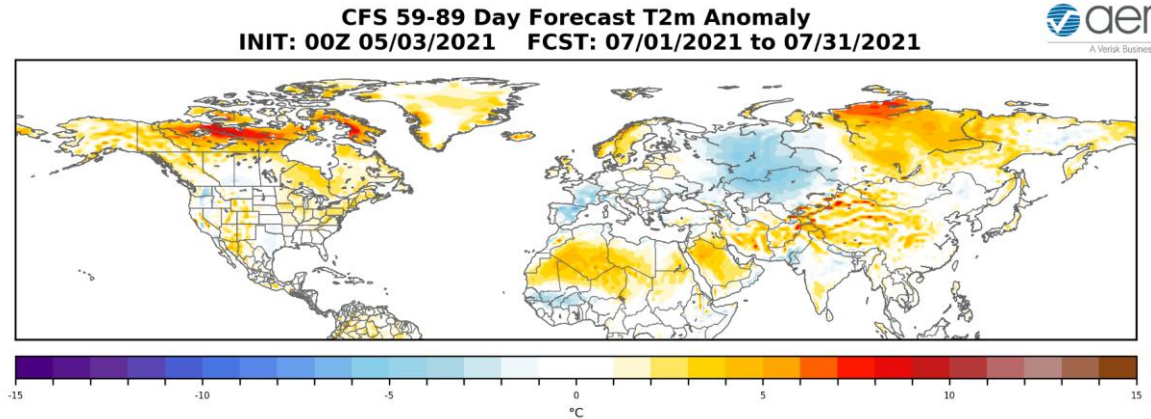 CFS 59-89 Day Forecast T2m Anomaly
INIT: 00Z 05/03/2021 FCST: 07/01/2021 to 07/31/2021
aer
A Verisk Busines
-15 -10 -5 0 5 10 15
°C